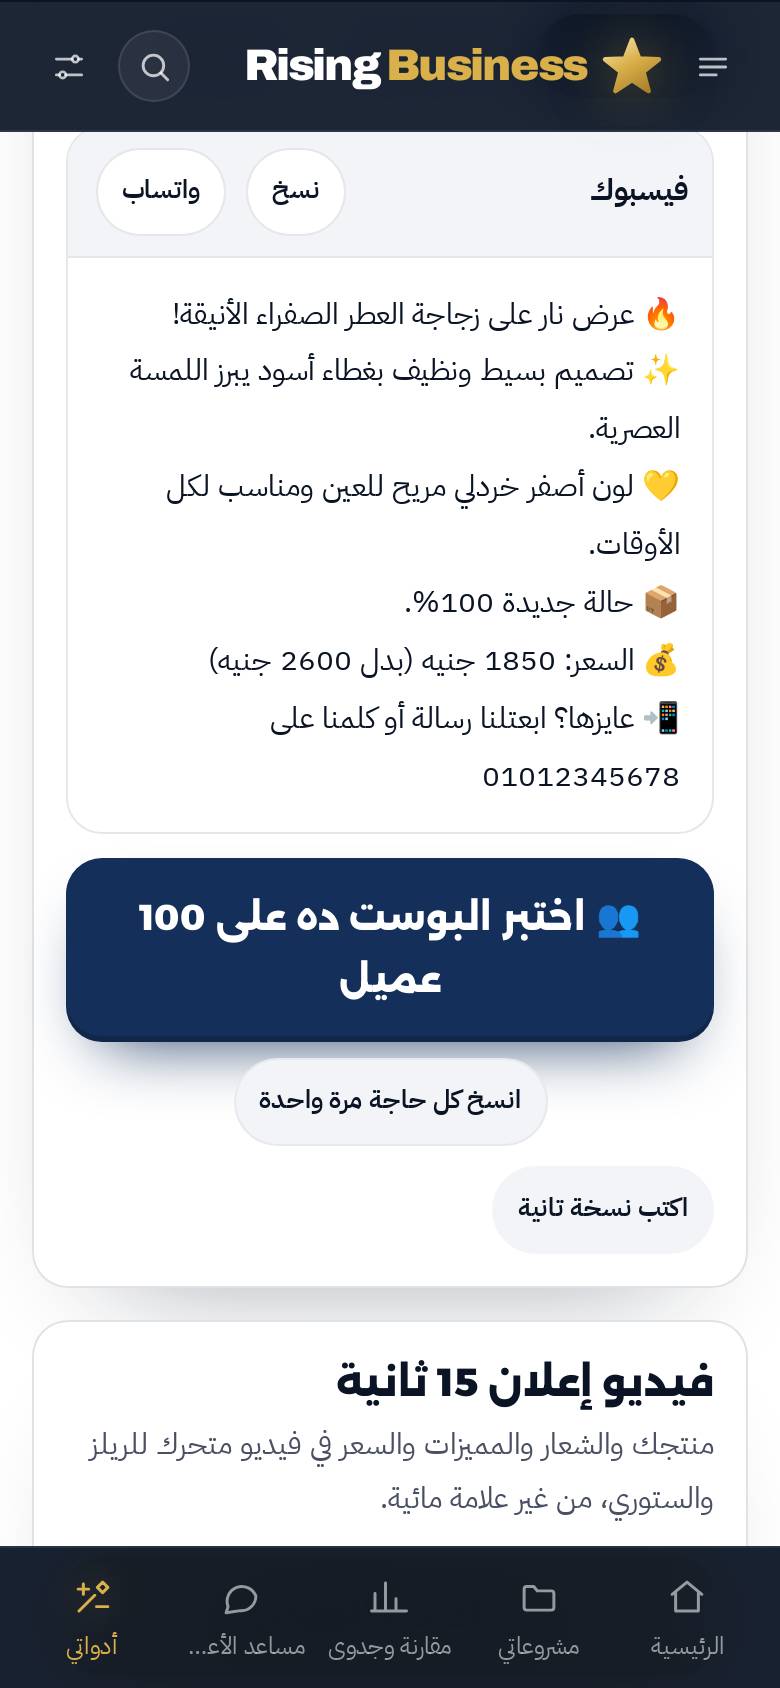 Rising Business
فيسبوك
نسخ
واتساب
🔥 عرض نار على زجاجة العطر الصفراء الأنيقة!
✨ تصميم بسيط ونظيف بغطاء أسود يبرز اللمسة
العصرية.
💛 لون أصفر خردلي مريح للعين ومناسب لكل
الأوقات.
📦 حالة جديدة 100%.
💰 السعر: 1850 جنيه (بدل 2600 جنيه)
📲 عايزها؟ ابعتلنا رسالة أو كلمنا على
01012345678
👥 اختبر البوست ده على 100
عميل
انسخ كل حاجة مرة واحدة
اكتب نسخة تانية
فيديو إعلان 15 ثانية
منتجك والشعار والمميزات والسعر في فيديو متحرك للريلز
والستوري، من غير علامة مائية.
الرئيسية
مشروعاتي
مقارنة وجدوى
مساعد الأعـ...
أدواتي